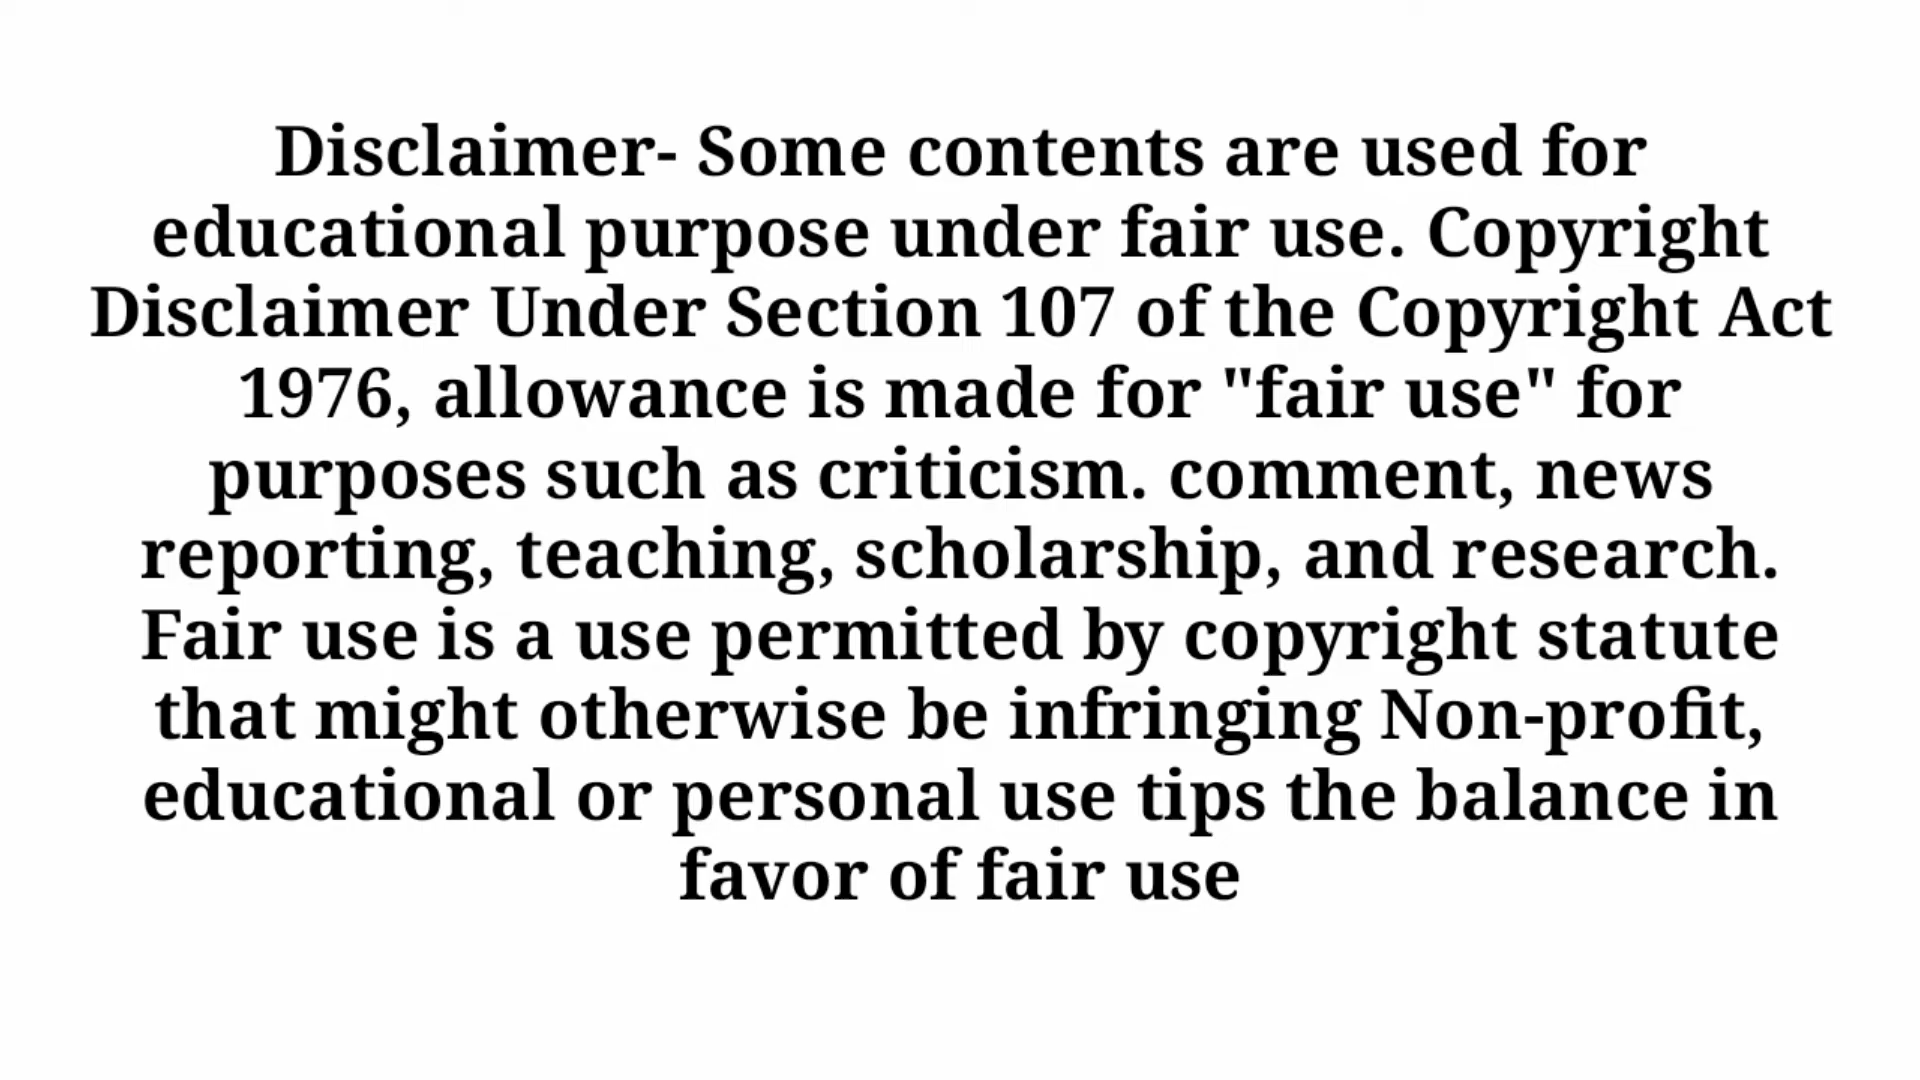 Disclaimer- Some contents are used for
educational purpose under fair use. Copyright
Disclaimer Under Section 107 of the Copyright Act
1976, allowance is made for "fair use" for
purposes such as criticism. comment, news
reporting, teaching, scholarship, and research.
Fair use is a use permitted by copyright statute
that might otherwise be infringing Non-profit,
educational or personal use tips the balance in
favor of fair use